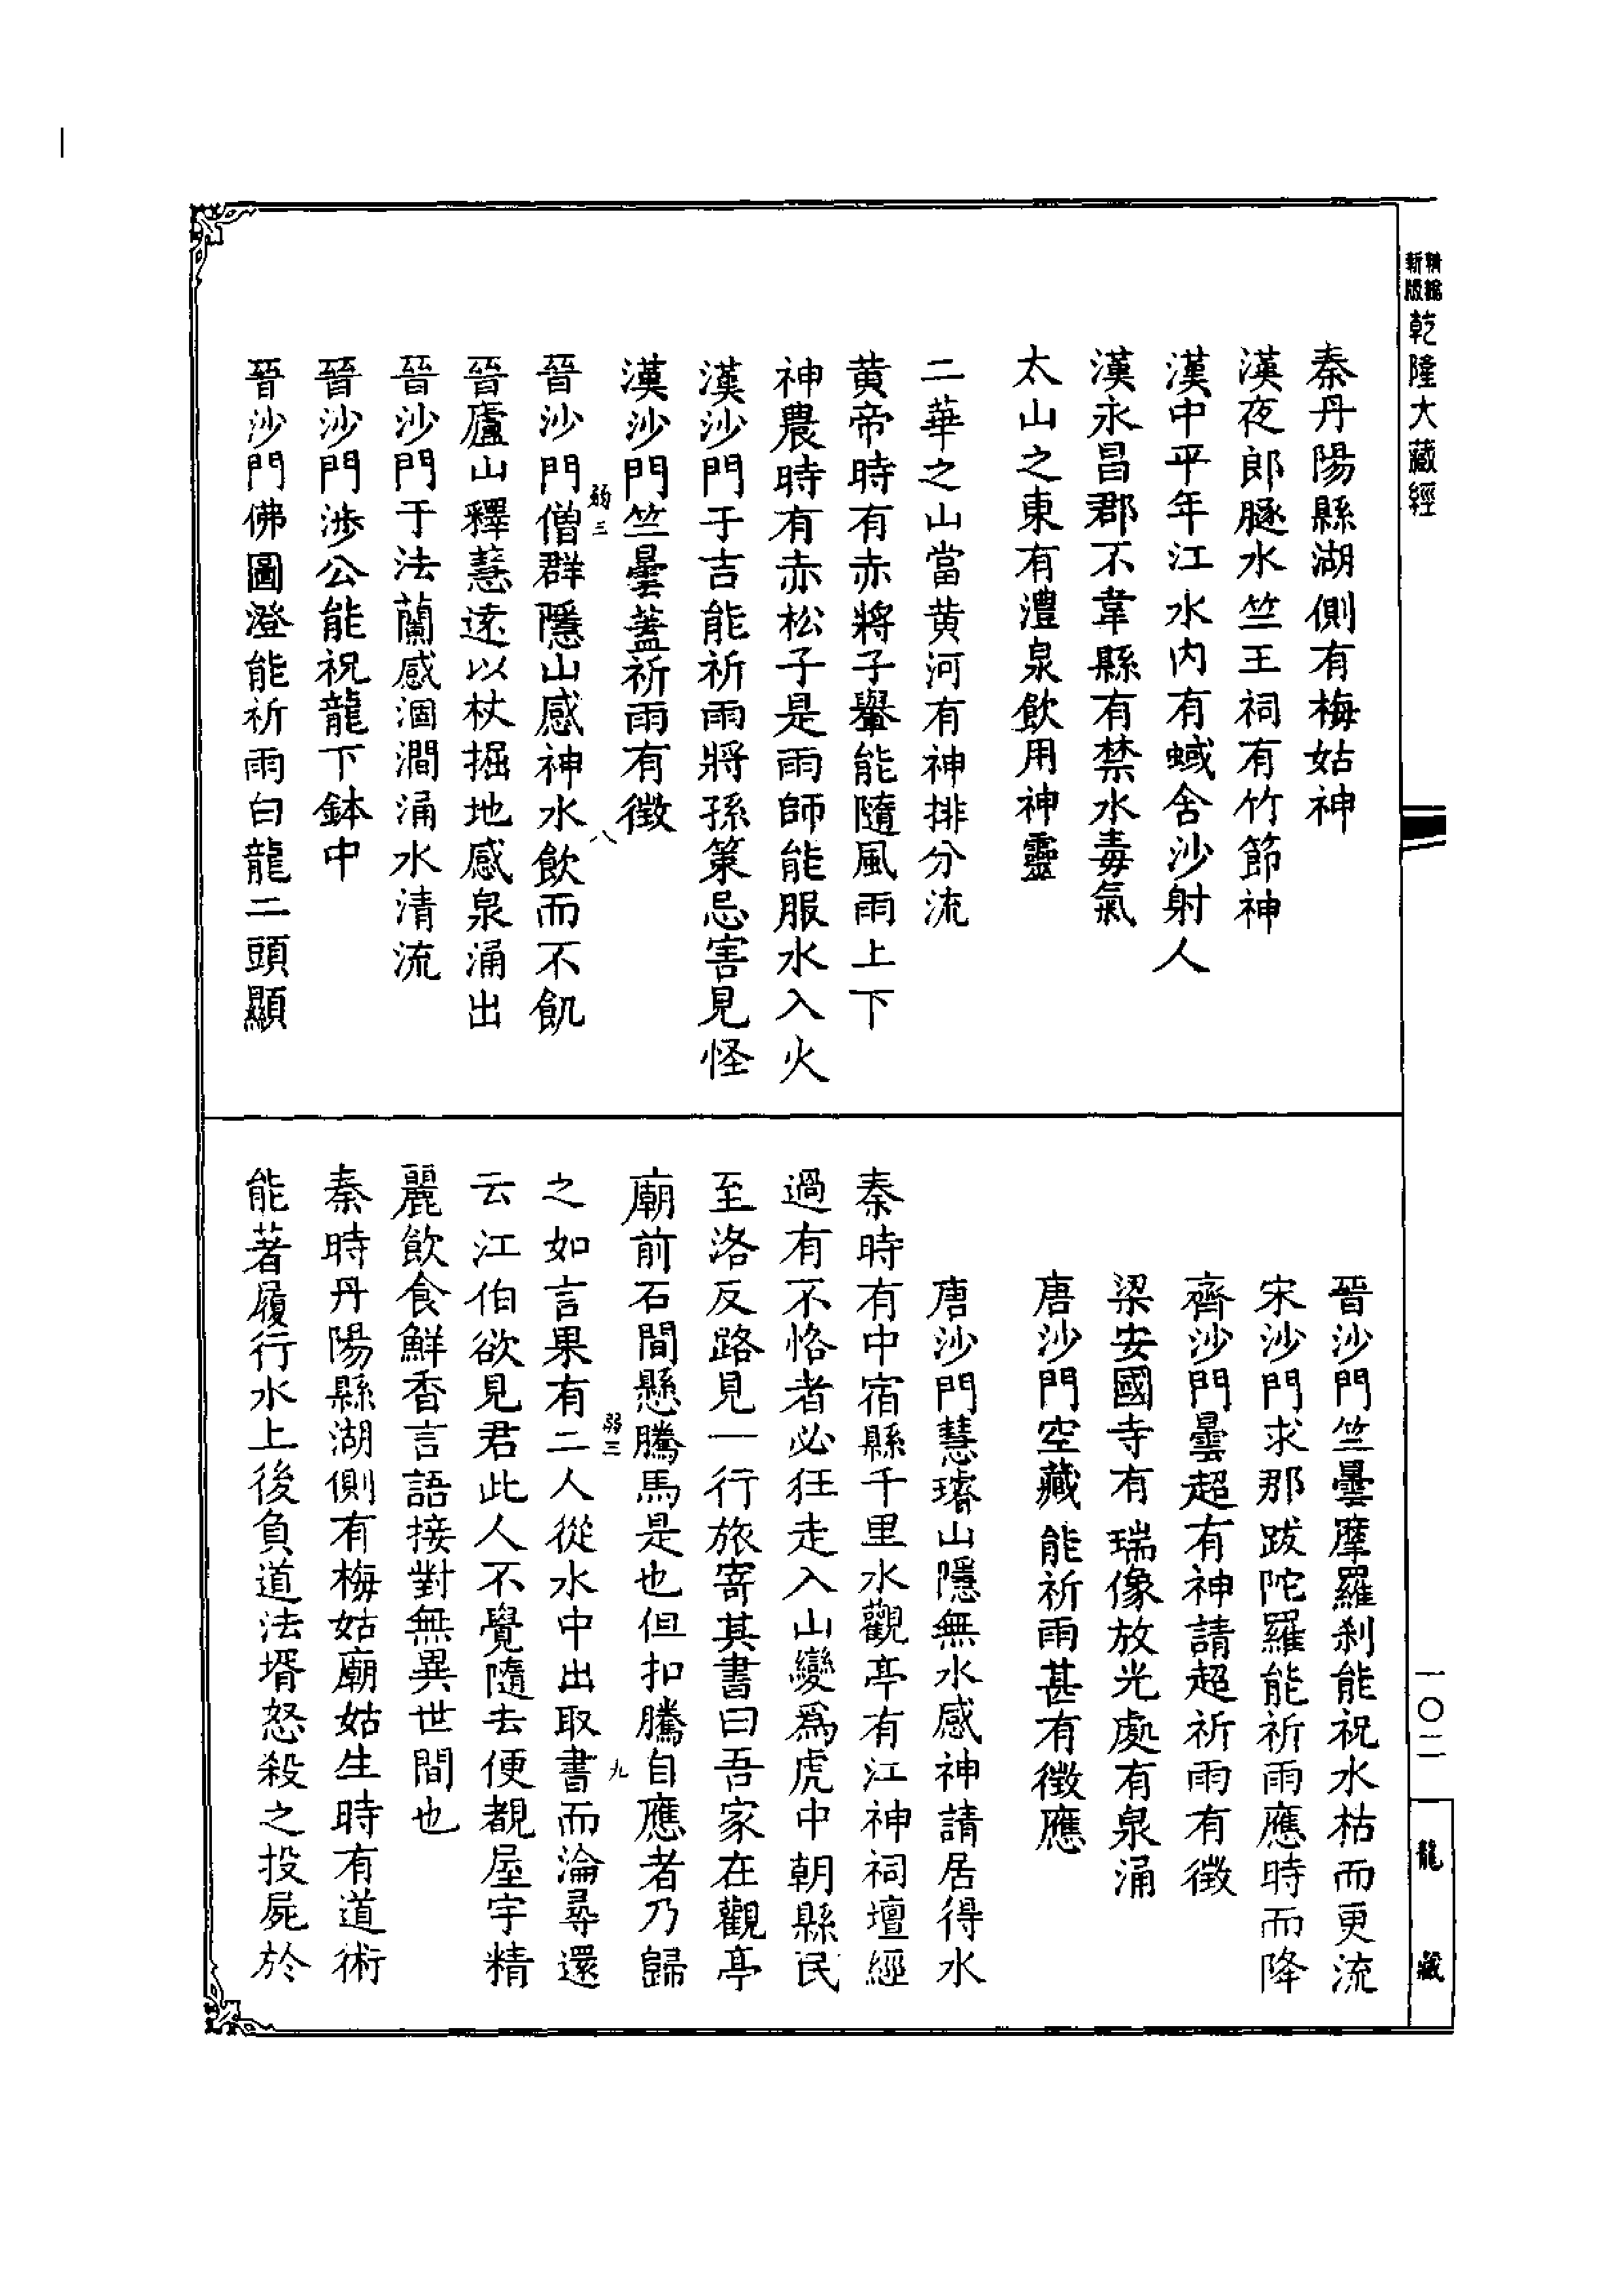 精編
新版
乾隆大藏經
秦丹陽縣湖側有梅姑神
漢夜郎豚水竺王祠有竹節神
漢中平年江水内有蜮含沙射人
漢永昌郡不韋縣有禁水毒氣
太山之東有澧泉飲用神靈
二華之山當黄河有神排分流
黄帝時有赤將子轝能隨風雨上下
神農時有赤松子是雨師能服水入火
漢沙門于吉能祈雨將孫策忌害見怪
漢沙門竺曇蓋祈雨有徵
弱三
八
晉沙門僧群隱山感神水飲而不飢
晉廬山釋慧遠以杖掘地感泉涌出
晉沙門于法蘭感涸澗涌水清流
晉沙門涉公能祝龍下鉢中
晉沙門佛圖澄能祈雨白龍二頭顯
晉沙門竺曇摩羅刹能祝水枯而更流
宋沙門求那跋陀羅能祈雨應時而降
齊沙門曇超有神請超祈雨有徵
梁安國寺有瑞像放光處有泉涌
唐沙門空藏能祈雨甚有徵應
唐沙門慧璿山隱無水感神請居得水
秦時有中宿縣千里水觀亭有江神祠壇經
過有不恪者必狂走入山變爲虎中朝縣民
至洛反路見一行旅寄其書曰吾家在觀亭
廟前石間懸騰馬是也但扣騰自應者乃歸
弱三
九
之如言果有二人從水中出取書而淪尋還
云江伯欲見君此人不覺隨去便覩屋宇精
麗飲食鮮香言語接對無異世間也
秦時丹陽縣湖側有梅姑廟姑生時有道術
能著履行水上後負道法壻怒殺之投屍於
一〇二
龍藏